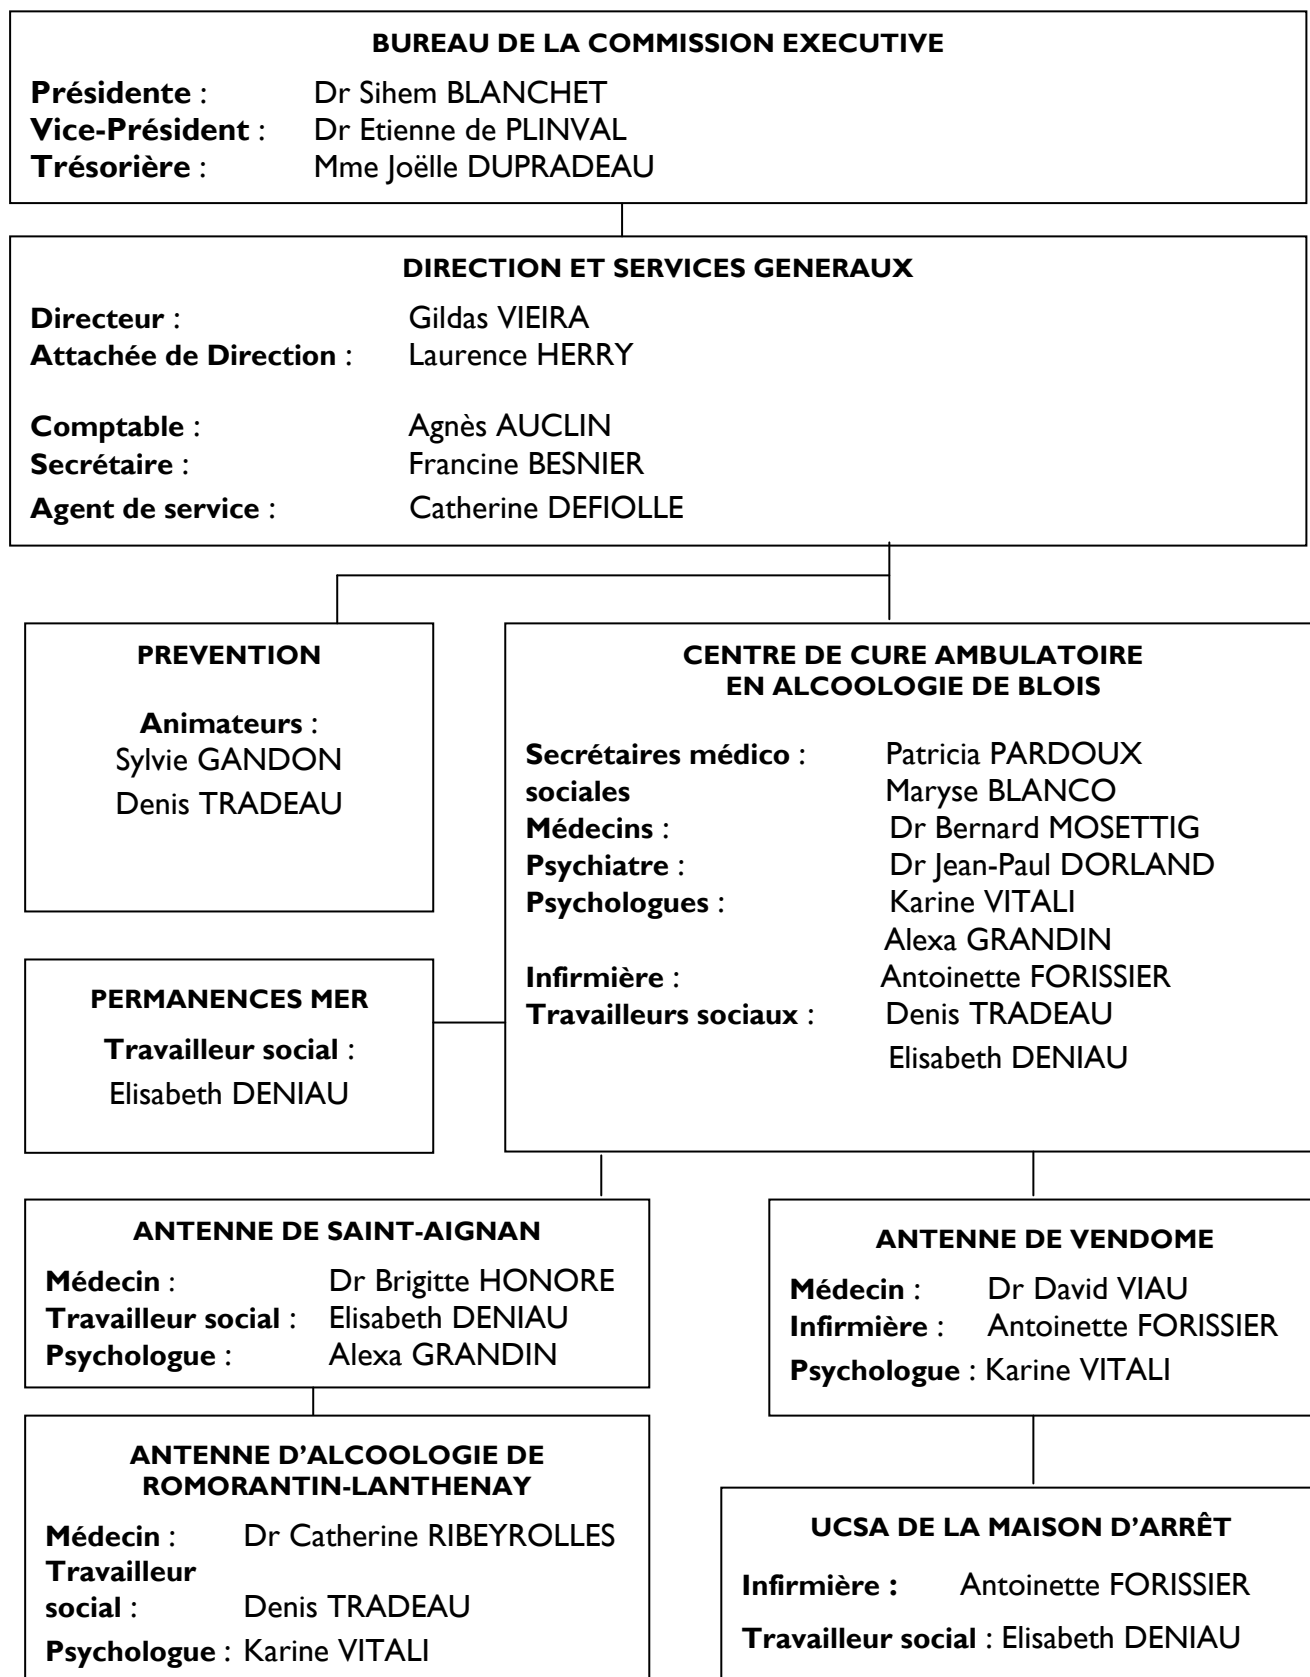 BUREAU DE LA COMMISSION EXECUTIVE
Présidente : Dr Sihem BLANCHET
Vice-Président : Dr Etienne de PLINVAL
Trésorière : Mme Joëlle DUPRADEAU
DIRECTION ET SERVICES GENERAUX
Directeur : Gildas VIEIRA
Attachée de Direction : Laurence HERRY
Comptable : Agnès AUCLIN
Secrétaire : Francine BESNIER
Agent de service : Catherine DEFIOLLE
PREVENTION
Animateurs :
Sylvie GANDON
Denis TRADEAU
CENTRE DE CURE AMBULATOIRE
EN ALCOOLOGIE DE BLOIS
Secrétaires médico : Patricia PARDOUX
sociales Maryse BLANCO
Médecins : Dr Bernard MOSETTIG
Psychiatre : Dr Jean-Paul DORLAND
Psychologues : Karine VITALI
Alexa GRANDIN
Infirmière : Antoinette FORISSIER
Travailleurs sociaux : Denis TRADEAU
Elisabeth DENIAU
PERMANENCES MER
Travailleur social :
Elisabeth DENIAU
ANTENNE DE SAINT-AIGNAN
Médecin : Dr Brigitte HONORE
Travailleur social : Elisabeth DENIAU
Psychologue : Alexa GRANDIN
ANTENNE DE VENDOME
Médecin : Dr David VIAU
Infirmière : Antoinette FORISSIER
Psychologue : Karine VITALI
ANTENNE D’ALCOOLOGIE DE
ROMORANTIN-LANTHENAY
Médecin : Dr Catherine RIBEYROLLES
Travailleur
social : Denis TRADEAU
Psychologue : Karine VITALI
UCSA DE LA MAISON D’ARRÊT
Infirmière : Antoinette FORISSIER
Travailleur social : Elisabeth DENIAU